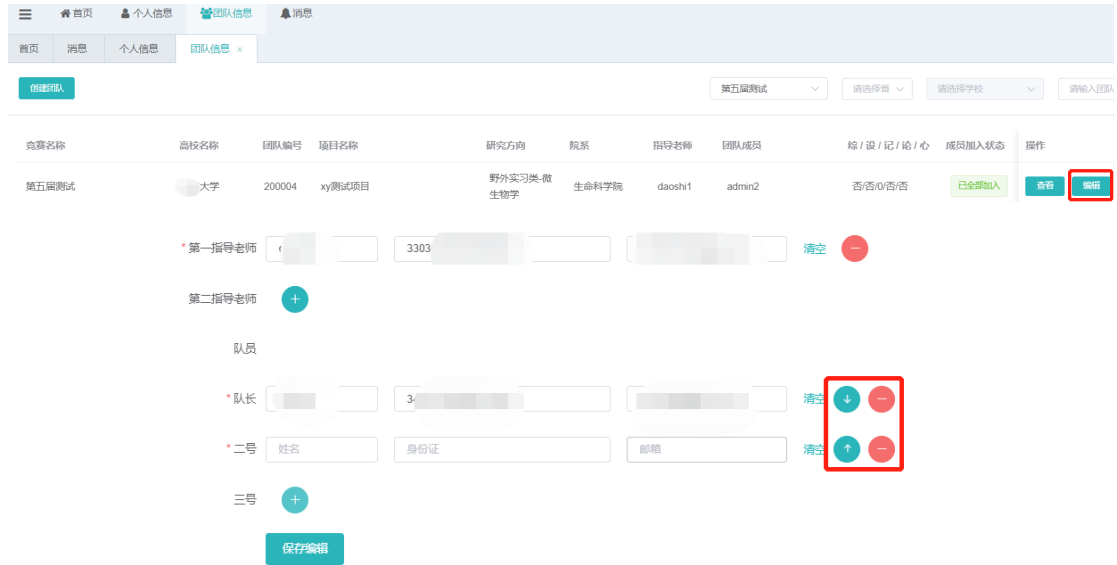 首页 个人信息 团队信息 消息
首页 消息 个人信息 团队信息 ×
创建团队 第五届测试 请选择首 请选择学校 请输入团队
竞赛名称 高校名称 团队编号 项目名称 研究方向 院系 指导老师 团队成员 综 / 设 / 记 / 论 / 心 成员加入状态 操作
第五届测试 大学 200004 xy测试项目 野外实习类-微 生命科学院 daoshi1 admin2 否/否/0/否/否 已全部加入 查看 编辑
生物学
* 第一指导老师 3303 清空
第二指导老师
队员
* 队长 34 清空
* 二号 姓名 身份证 邮箱 清空
三号
保存编辑